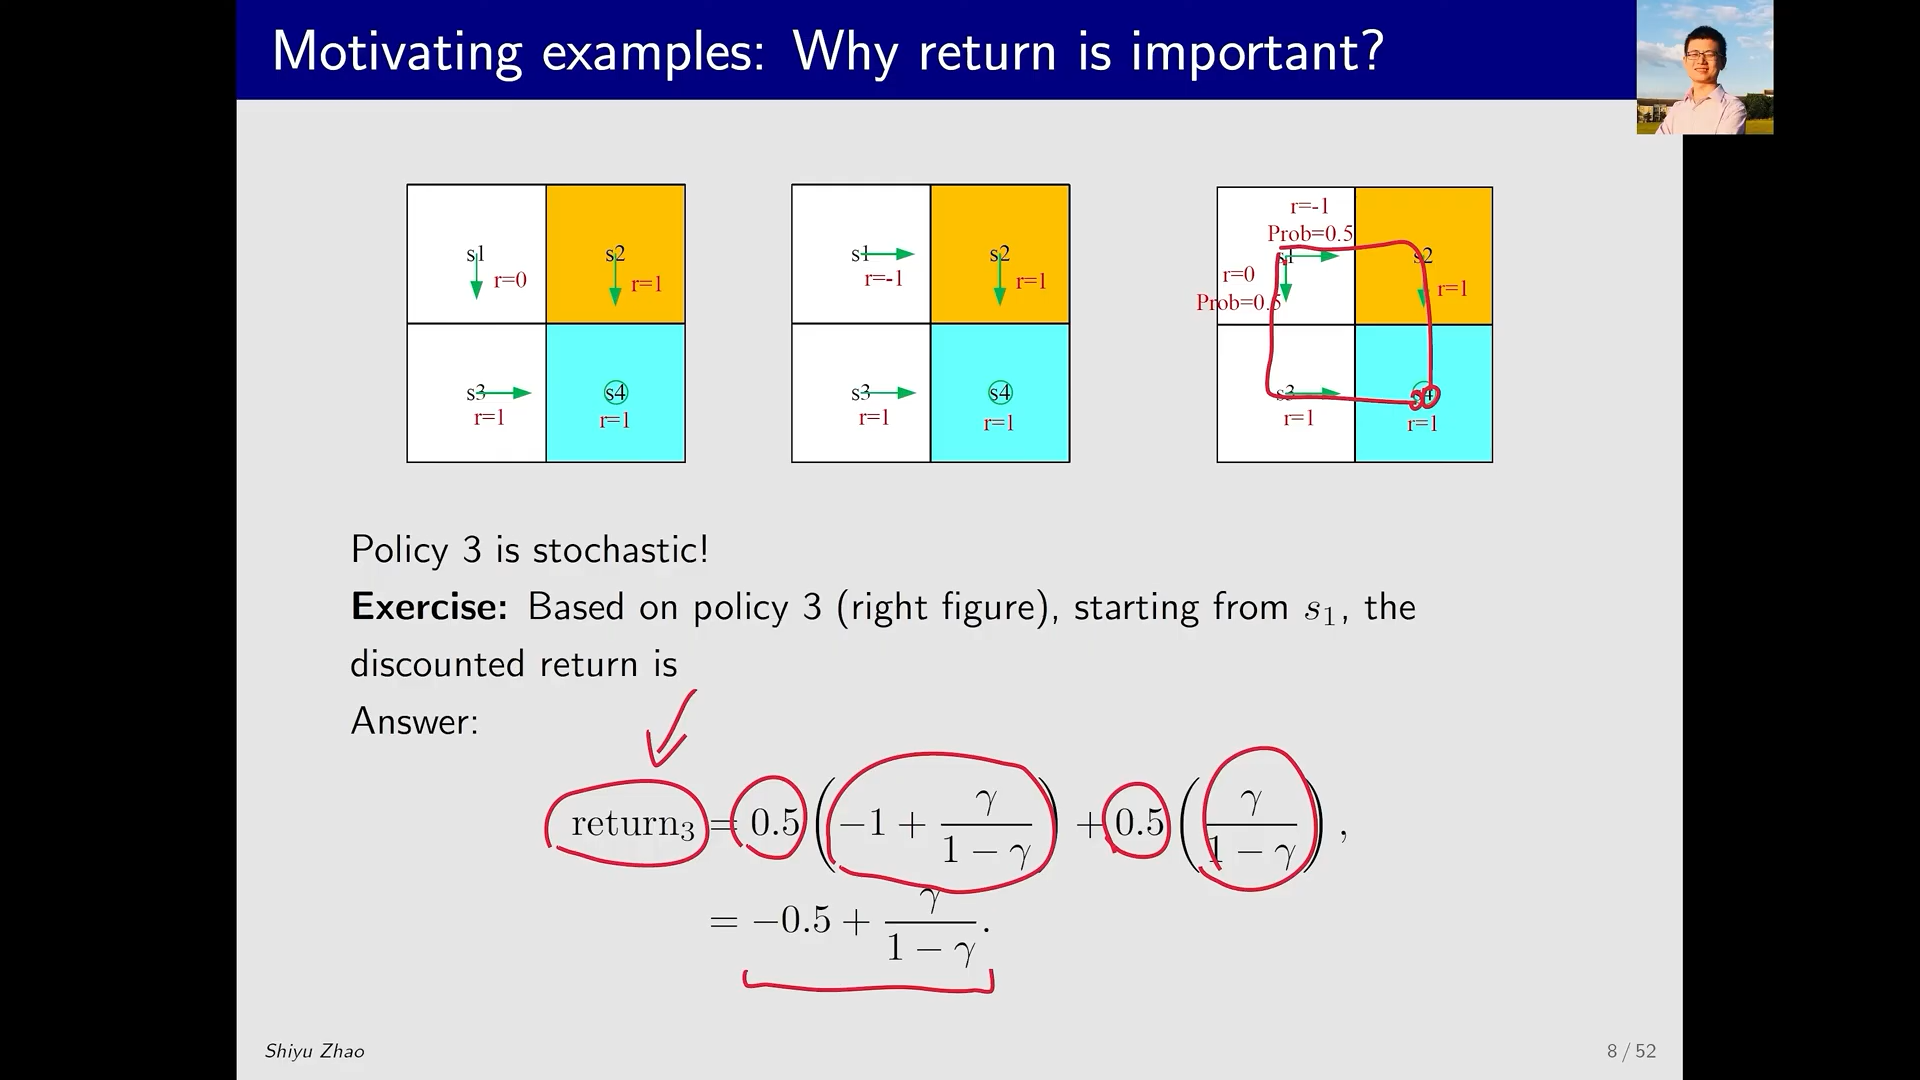 Motivating examples: Why return is important?
s1
r=0
s2
r=1
s3
r=1
s4
r=1
s1
r=-1
s2
r=1
s3
r=1
s4
r=1
r=-1
Prob=0.5
s1
r=0
Prob=0.5
s2
r=1
s3
r=1
s4
r=1
Policy 3 is stochastic!
Exercise: Based on policy 3 (right figure), starting from s₁, the
discounted return is
Answer:
return₃ = 0.5 (−1 + γ/(1 − γ)) + 0.5 (γ/(1 − γ)),
= −0.5 + γ/(1 − γ).
Shiyu Zhao
8 / 52